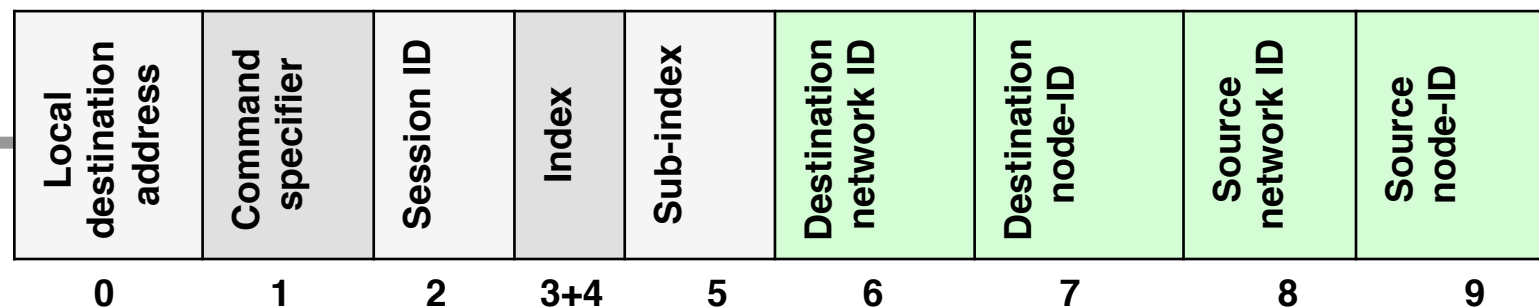 Local
destination
address
Command
specifier
Session ID
Index
Sub-index
Destination
network ID
Destination
node-ID
Source
network ID
Source
node-ID
0 1 2 3+4 5 6 7 8 9